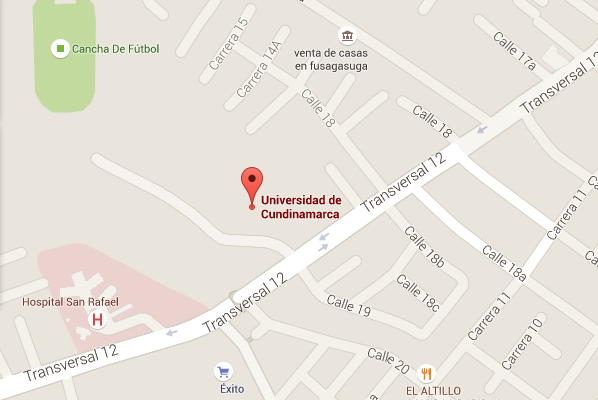 Carrera 15
Carrera 14A
Cancha De Fútbol
venta de casas
en fusagasuga
Calle 17a
Transversal 12
Calle 18
Calle 18
Transversal 12
Universidad de
Cundinamarca
Carrera 11
Calle 18b
Calle 18a
Hospital San Rafael
H
Transversal 12
Calle 18c
Calle 19
Carrera 11
Carrera 10
Transversal 12
Calle 20
Éxito
EL ALTILLO